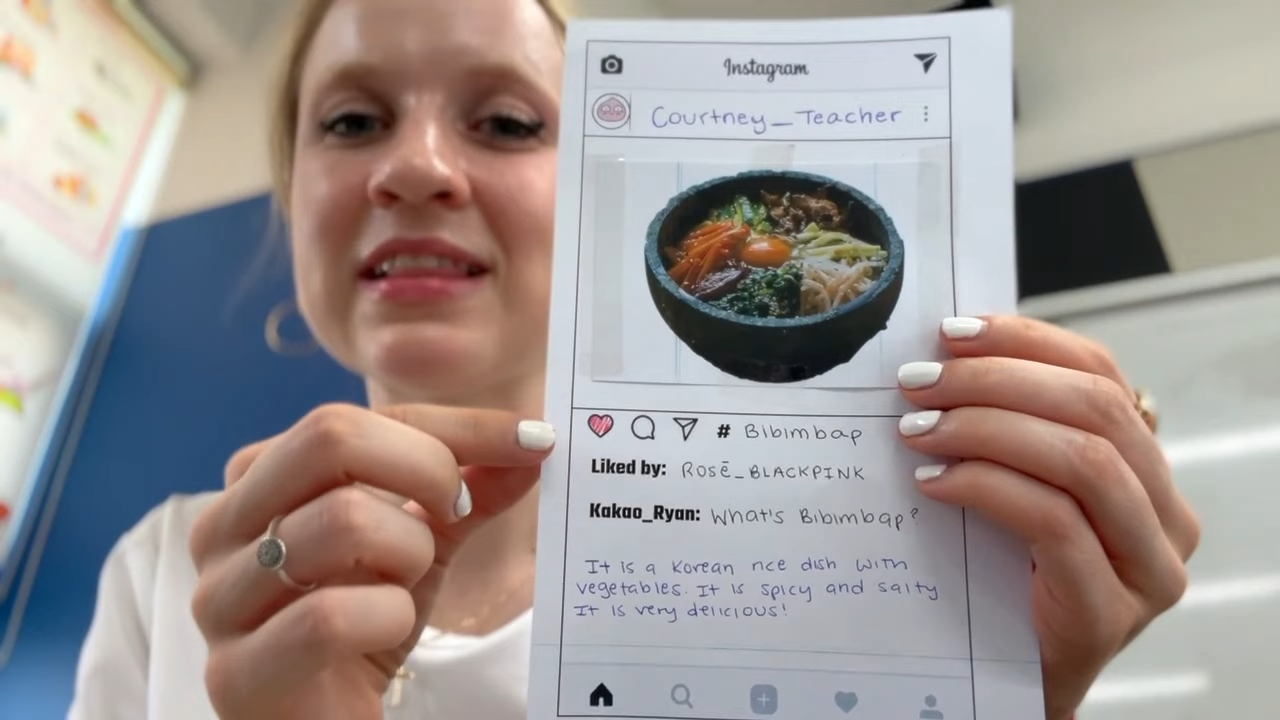 Instagram
Courtney_Teacher
# Bibimbap
Liked by: ROSē_BLACKPINK
Kakao_Ryan: What's Bibimbap?
It is a Korean rice dish with
vegetables. It is spicy and salty
It is very delicious!